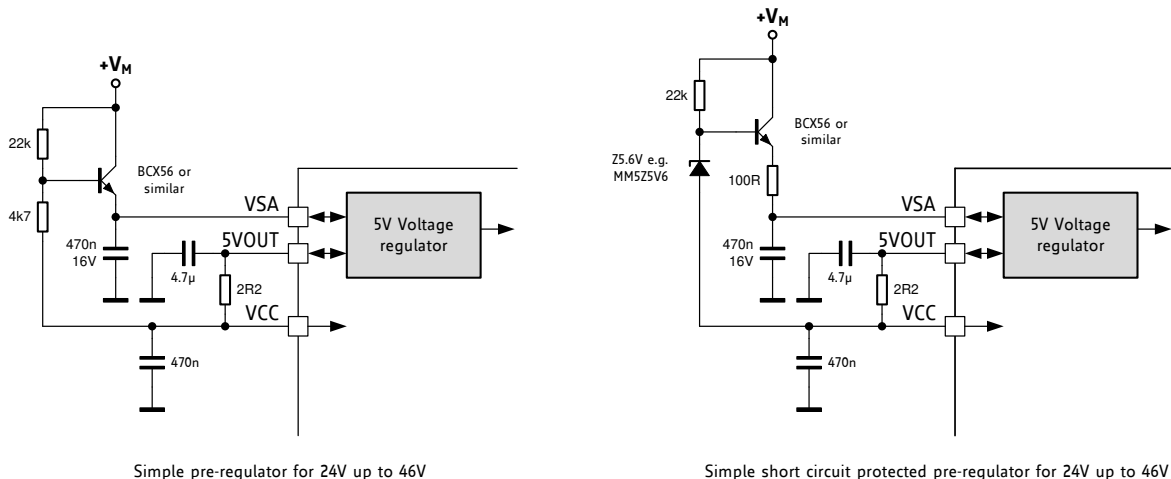 +VM
22k
BCX56 or
similar
4k7
VSA
5V Voltage
regulator
470n
16V
5VOUT
4.7µ
2R2
VCC
470n
Simple pre-regulator for 24V up to 46V
+VM
22k
BCX56 or
similar
Z5.6V e.g.
MM5Z5V6
100R
VSA
5V Voltage
regulator
470n
16V
5VOUT
4.7µ
2R2
VCC
470n
Simple short circuit protected pre-regulator for 24V up to 46V